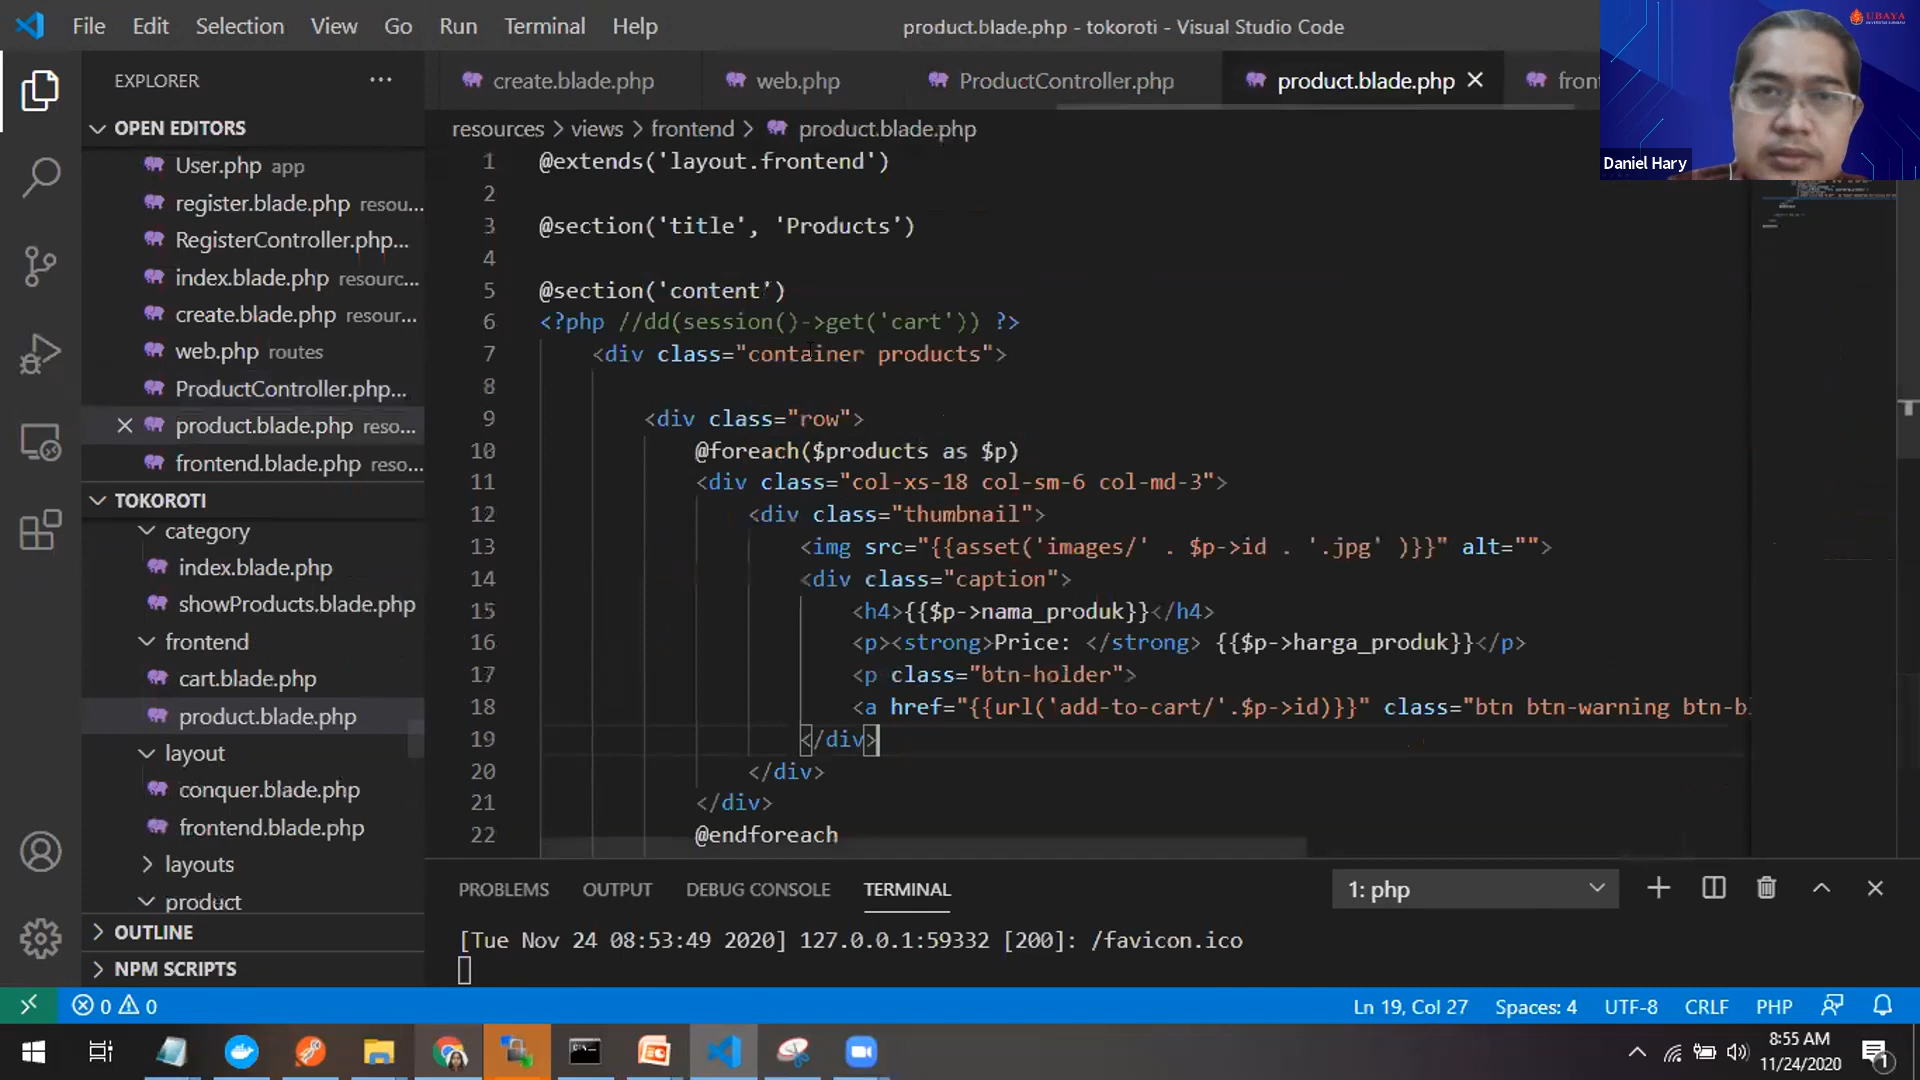 File Edit Selection View Go Run Terminal Help
product.blade.php - tokoroti - Visual Studio Code
UBAYA
Daniel Hary
EXPLORER
OPEN EDITORS
User.php app
register.blade.php resou...
RegisterController.php...
index.blade.php resourc...
create.blade.php resour...
web.php routes
ProductController.php...
product.blade.php reso...
frontend.blade.php reso...
TOKOROTI
category
index.blade.php
showProducts.blade.php
frontend
cart.blade.php
product.blade.php
layout
conquer.blade.php
frontend.blade.php
layouts
product
OUTLINE
NPM SCRIPTS
create.blade.php web.php ProductController.php product.blade.php fron
resources > views > frontend > product.blade.php
1 @extends('layout.frontend')
2
3 @section('title', 'Products')
4
5 @section('content')
6 <?php //dd(session()->get('cart')) ?>
7 <div class="container products">
8
9 <div class="row">
10 @foreach($products as $p)
11 <div class="col-xs-18 col-sm-6 col-md-3">
12 <div class="thumbnail">
13 <img src="{{asset('images/' . $p->id . '.jpg' )}}" alt="">
14 <div class="caption">
15 <h4>{{$p->nama_produk}}</h4>
16 <p><strong>Price: </strong> {{$p->harga_produk}}</p>
17 <p class="btn-holder">
18 <a href="{{url('add-to-cart/'.$p->id)}}" class="btn btn-warning btn-bl
19 </div>
20 </div>
21 </div>
22 @endforeach
PROBLEMS OUTPUT DEBUG CONSOLE TERMINAL 1: php
[Tue Nov 24 08:53:49 2020] 127.0.0.1:59332 [200]: /favicon.ico
0 0 Ln 19, Col 27 Spaces: 4 UTF-8 CRLF PHP
8:55 AM
11/24/2020
1